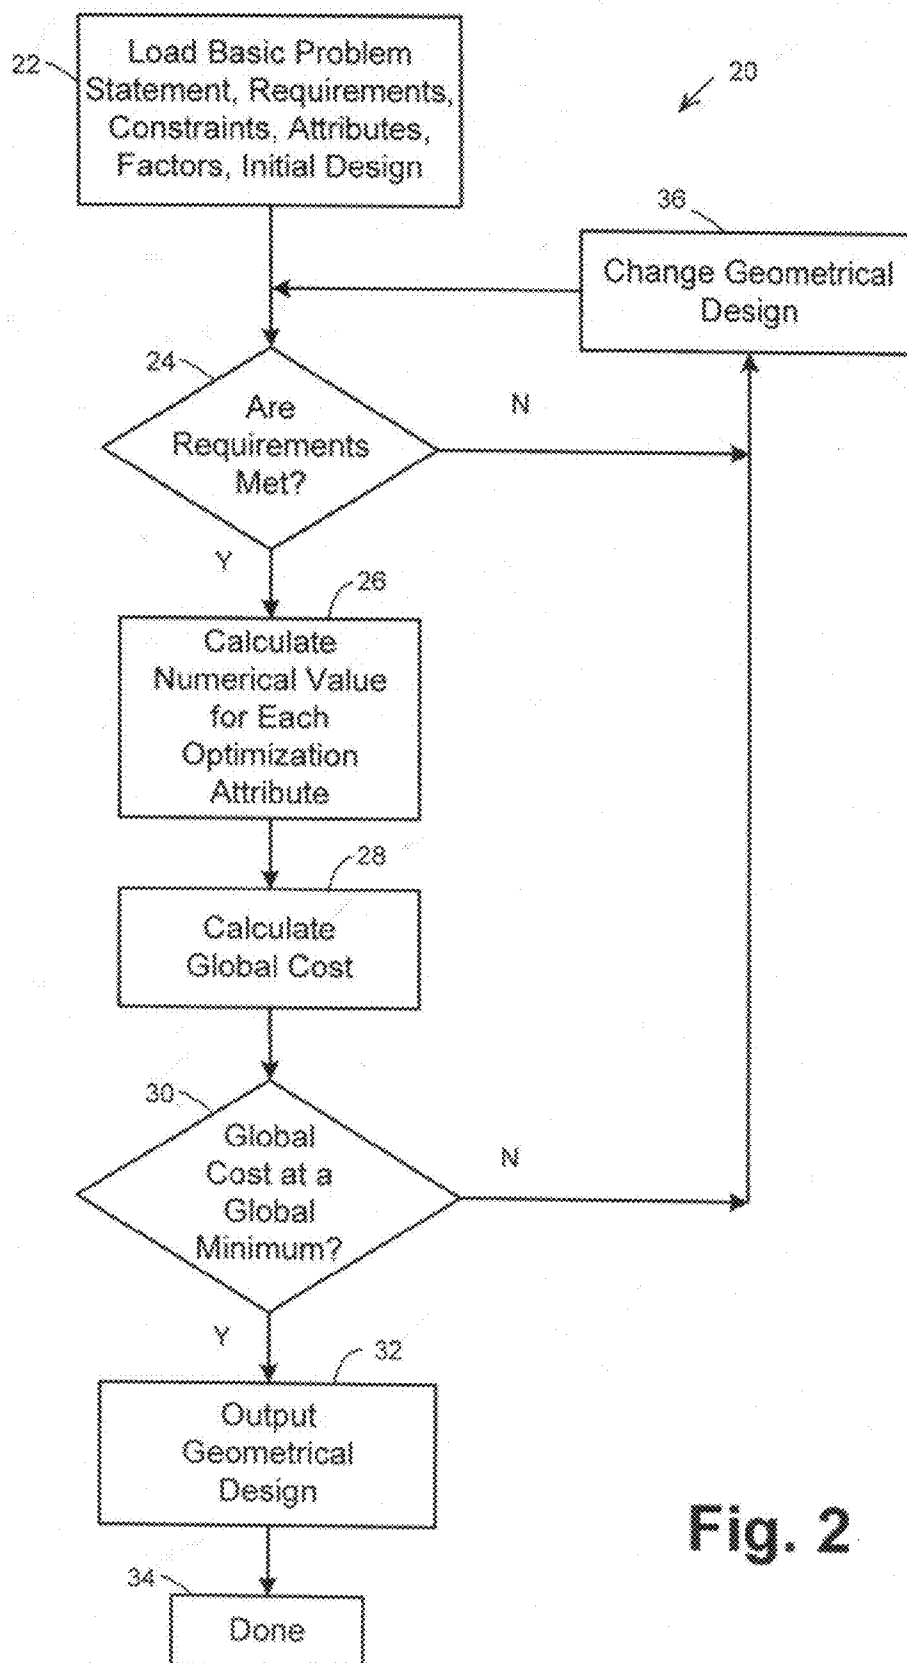 22
Load Basic Problem
Statement, Requirements,
Constraints, Attributes,
Factors, Initial Design
20
36
Change Geometrical
Design
24
Are
Requirements
Met?
N
Y
26
Calculate
Numerical Value
for Each
Optimization
Attribute
28
Calculate
Global Cost
30
Global
Cost at a
Global
Minimum?
N
Y
32
Output
Geometrical
Design
34
Done
Fig. 2